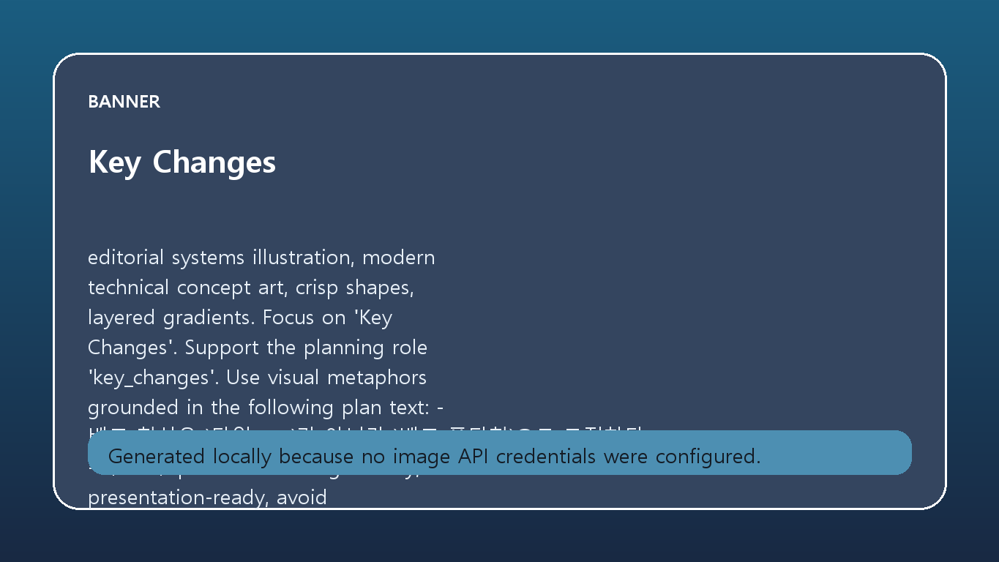 BANNER
Key Changes
editorial systems illustration, modern
technical concept art, crisp shapes,
layered gradients. Focus on 'Key
Changes'. Support the planning role
'key_changes'. Use visual metaphors
grounded in the following plan text: -
Generated locally because no image API credentials were configured.
presentation-ready, avoid